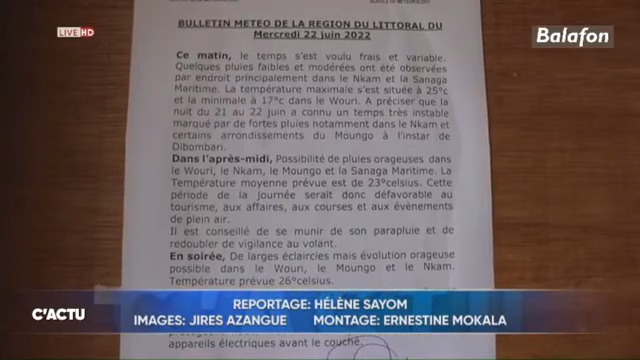 LIVE HD
Balafon
BULLETIN METEO DE LA REGION DU LITTORAL DU
Mercredi 22 juin 2022
Ce matin, le temps s'est voulu frais et variable.
Quelques pluies faibles et modérées ont été observées
par endroit principalement dans le Nkam et la Sanaga
Maritime. La température maximale s'est située à 25°c
et la minimale à 17°c dans le Wouri. A préciser que la
nuit du 21 au 22 juin a connu un temps très instable
marqué par de fortes pluies notamment dans le Nkam et
certains arrondissements du Moungo à l'instar de
Dibombari.
Dans l'après-midi, Possibilité de pluies orageuses dans
le Wouri, le Nkam, le Moungo et la Sanaga Maritime. La
Température moyenne prévue est de 23°celsius. Cette
période de la journée serait donc défavorable au
tourisme, aux affaires, aux courses et aux évènements
de plein air.
Il est conseillé de se munir de son parapluie et de
redoubler de vigilance au volant.
En soirée, De larges éclaircies mais évolution orageuse
possible dans le Wouri, le Moungo et le Nkam.
Température prévue 26°celsius.
C'ACTU
REPORTAGE: HÉLÈNE SAYOM
IMAGES: JIRES AZANGUE MONTAGE: ERNESTINE MOKALA
appareils électriques avant le couché.